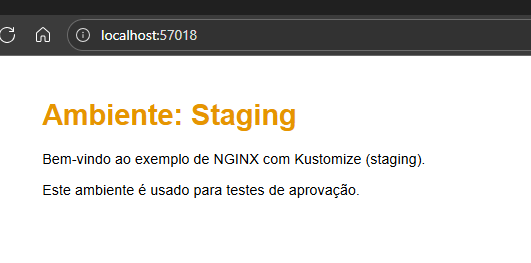 localhost:57018
Ambiente: Staging
Bem-vindo ao exemplo de NGINX com Kustomize (staging).
Este ambiente é usado para testes de aprovação.